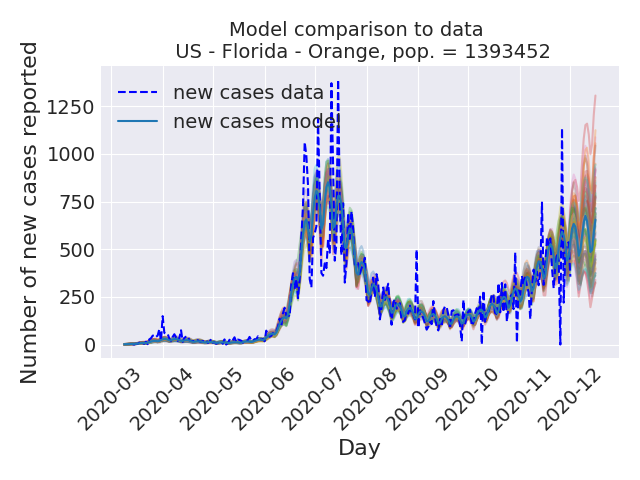 Model comparison to data
US - Florida - Orange, pop. = 1393452
Number of new cases reported
new cases data
new cases model
1250
1000
750
500
250
0
2020-03
2020-04
2020-05
2020-06
2020-07
2020-08
2020-09
2020-10
2020-11
2020-12
Day